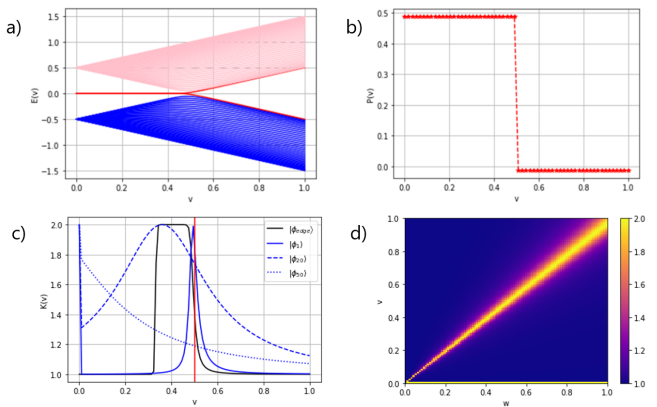 a)
1.5
1.0
0.5
0.0
−0.5
−1.0
−1.5
E(v)
0.0 0.2 0.4 0.6 0.8 1.0
v
b)
0.5
0.4
0.3
0.2
0.1
0.0
P(v)
0.0 0.2 0.4 0.6 0.8 1.0
v
c)
2.0
1.8
1.6
1.4
1.2
1.0
K(v)
|ϕedge⟩
|ϕ1⟩
|ϕ20⟩
|ϕ50⟩
0.0 0.2 0.4 0.6 0.8 1.0
v
d)
1.0
0.8
0.6
0.4
0.2
0.0
v
0.0 0.2 0.4 0.6 0.8 1.0
w
2.0
1.8
1.6
1.4
1.2
1.0